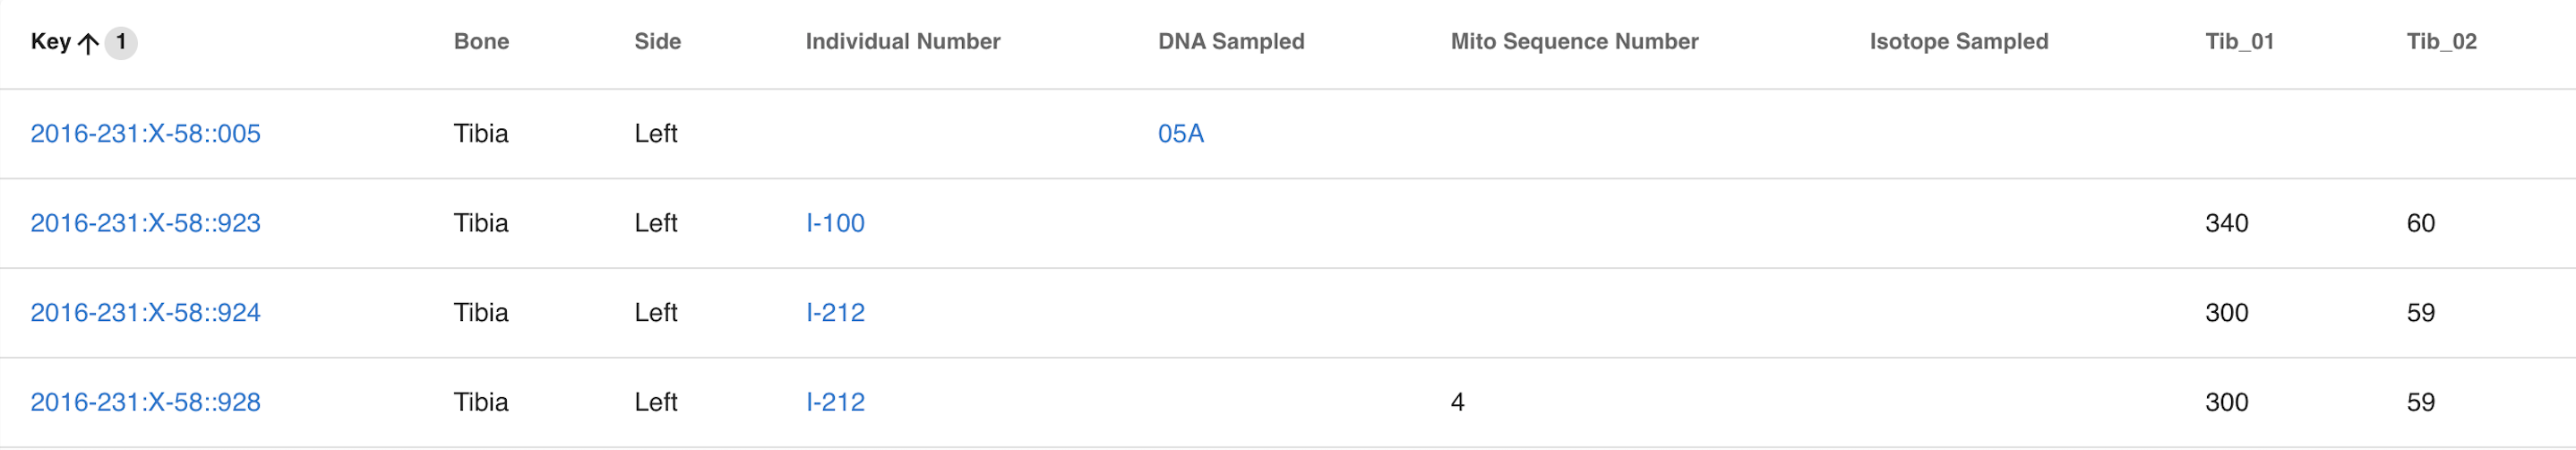 Key ↑ 1 Bone Side Individual Number DNA Sampled Mito Sequence Number Isotope Sampled Tib_01 Tib_02
2016-231:X-58::005 Tibia Left 05A
2016-231:X-58::923 Tibia Left I-100 340 60
2016-231:X-58::924 Tibia Left I-212 300 59
2016-231:X-58::928 Tibia Left I-212 4 300 59